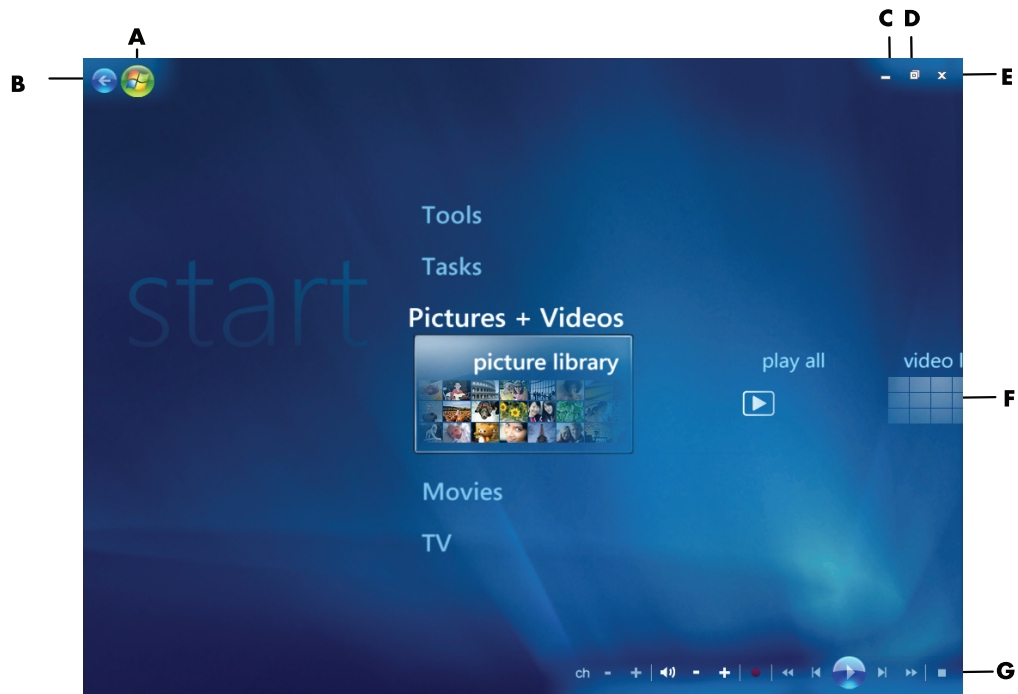 A
B
C D
E
Tools
Tasks
start
Pictures + Videos
picture library
play all
video l
F
Movies
TV
ch - + - +
G